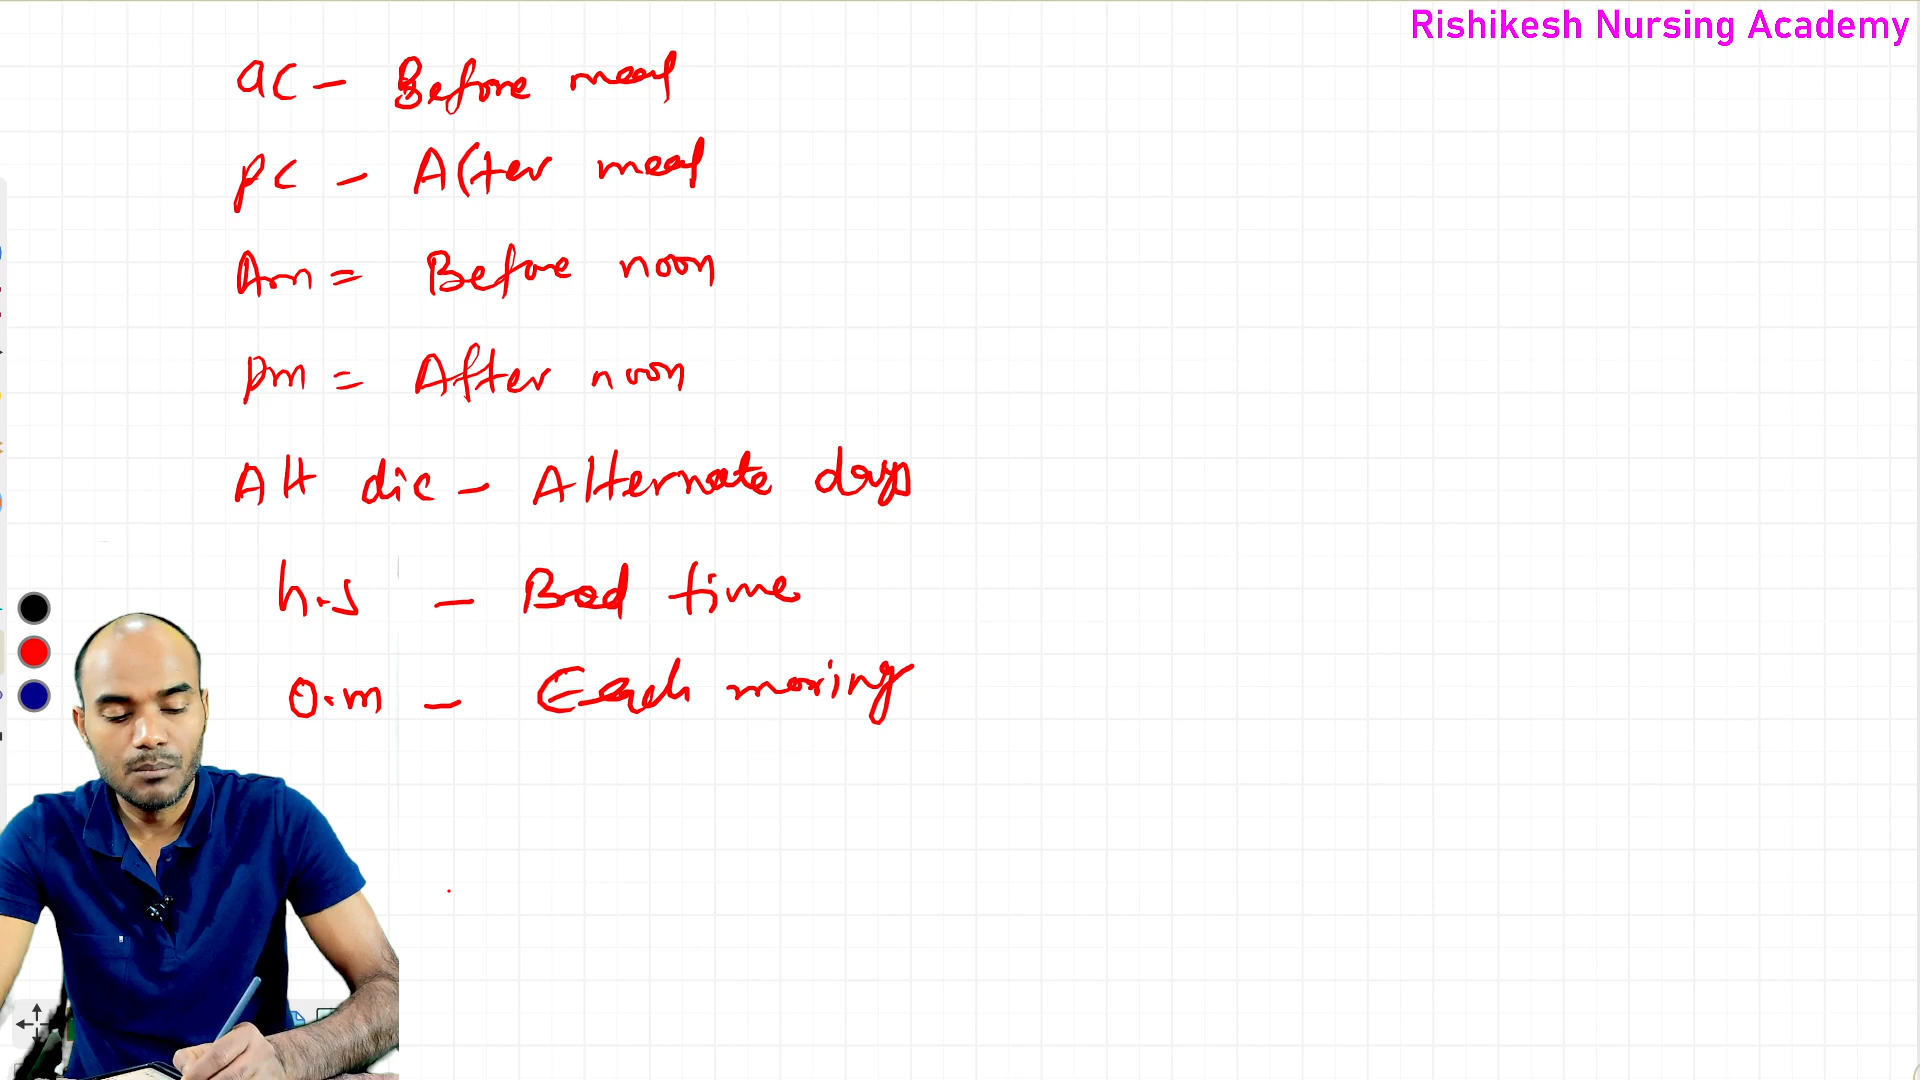 Rishikesh Nursing Academy
ac - Before meal
pc - After meal
Am = Before noon
pm = After noon
Alt die - Alternate days
h.s - Bed time
o.m - Each moring